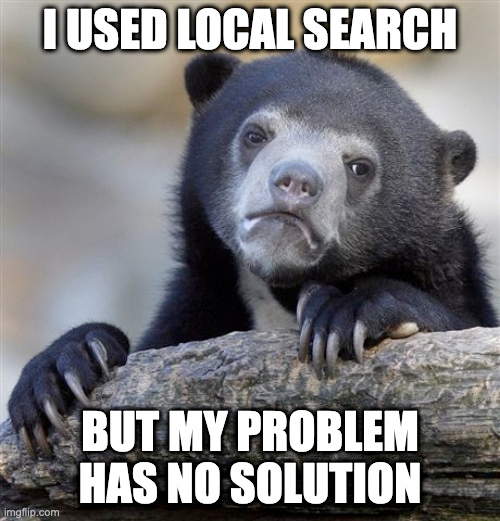 I USED LOCAL SEARCH
BUT MY PROBLEM
HAS NO SOLUTION
imgflip.com